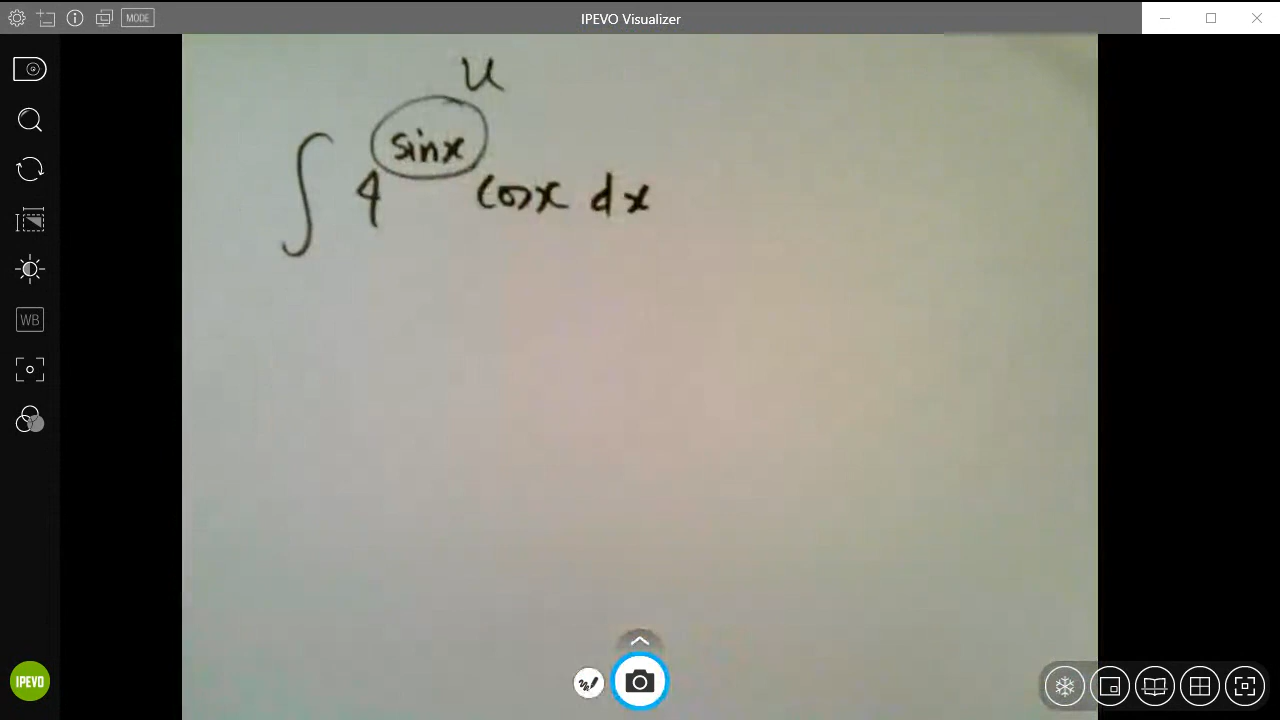 MODE
IPEVO Visualizer
u
∫ 4^sinx cosx dx
WB
IPEVO